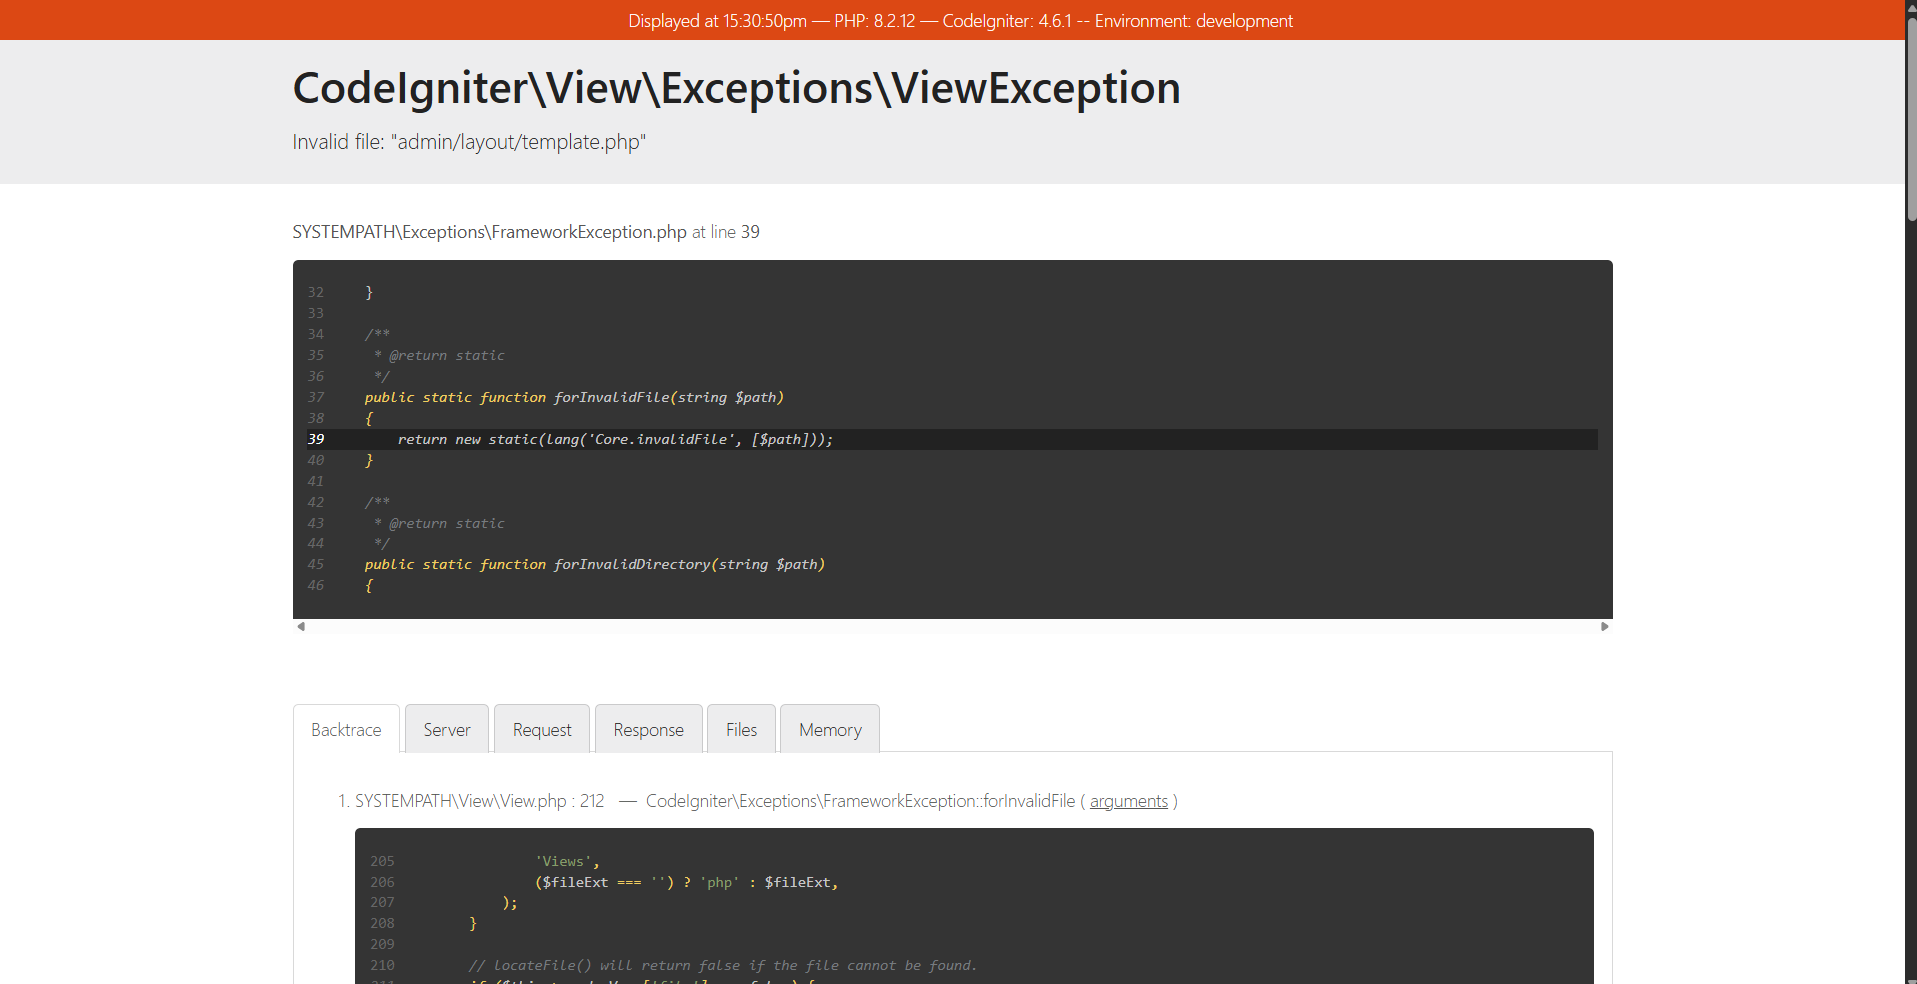 Displayed at 15:30:50pm — PHP: 8.2.12 — CodeIgniter: 4.6.1 -- Environment: development
CodeIgniter\View\Exceptions\ViewException
Invalid file: "admin/layout/template.php"
SYSTEMPATH\Exceptions\FrameworkException.php at line 39
32     }
33
34     /**
35      * @return static
36      */
37     public static function forInvalidFile(string $path)
38     {
39         return new static(lang('Core.invalidFile', [$path]));
40     }
41
42     /**
43      * @return static
44      */
45     public static function forInvalidDirectory(string $path)
46     {
Backtrace Server Request Response Files Memory
1. SYSTEMPATH\View\View.php : 212 — CodeIgniter\Exceptions\FrameworkException::forInvalidFile ( arguments )
205                 'Views',
206                 ($fileExt === '') ? 'php' : $fileExt,
207             );
208         }
209
210         // locateFile() will return false if the file cannot be found.